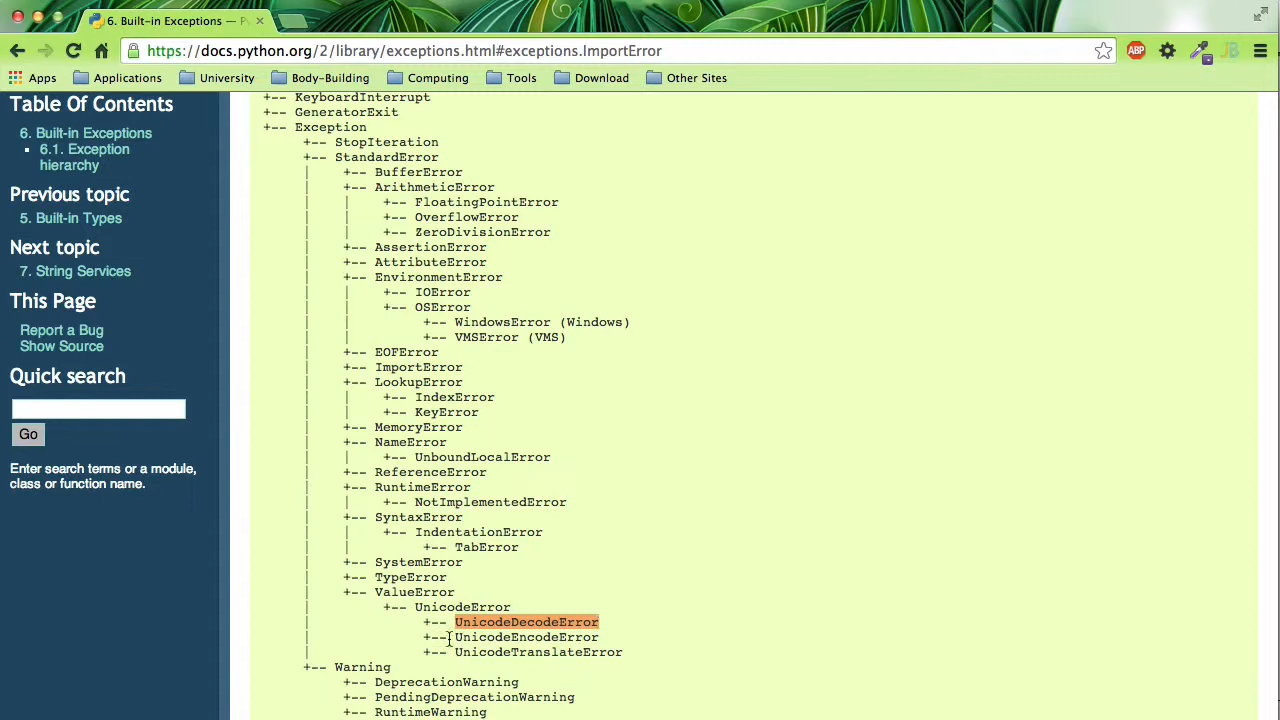 6. Built-in Exceptions — P
https://docs.python.org/2/library/exceptions.html#exceptions.ImportError
ABP
JB
Apps Applications University Body-Building Computing Tools Download Other Sites
Table Of Contents
6. Built-in Exceptions
6.1. Exception
hierarchy
Previous topic
5. Built-in Types
Next topic
7. String Services
This Page
Report a Bug
Show Source
Quick search
Go
Enter search terms or a module,
class or function name.
+-- KeyboardInterrupt
+-- GeneratorExit
+-- Exception
+-- StopIteration
+-- StandardError
| +-- BufferError
| +-- ArithmeticError
| | +-- FloatingPointError
| | +-- OverflowError
| | +-- ZeroDivisionError
| +-- AssertionError
| +-- AttributeError
| +-- EnvironmentError
| | +-- IOError
| | +-- OSError
| | +-- WindowsError (Windows)
| | +-- VMSError (VMS)
| +-- EOFError
| +-- ImportError
| +-- LookupError
| | +-- IndexError
| | +-- KeyError
| +-- MemoryError
| +-- NameError
| | +-- UnboundLocalError
| +-- ReferenceError
| +-- RuntimeError
| | +-- NotImplementedError
| +-- SyntaxError
| | +-- IndentationError
| | +-- TabError
| +-- SystemError
| +-- TypeError
| +-- ValueError
| +-- UnicodeError
| +-- UnicodeDecodeError
| +-- UnicodeEncodeError
| +-- UnicodeTranslateError
+-- Warning
+-- DeprecationWarning
+-- PendingDeprecationWarning
+-- RuntimeWarning